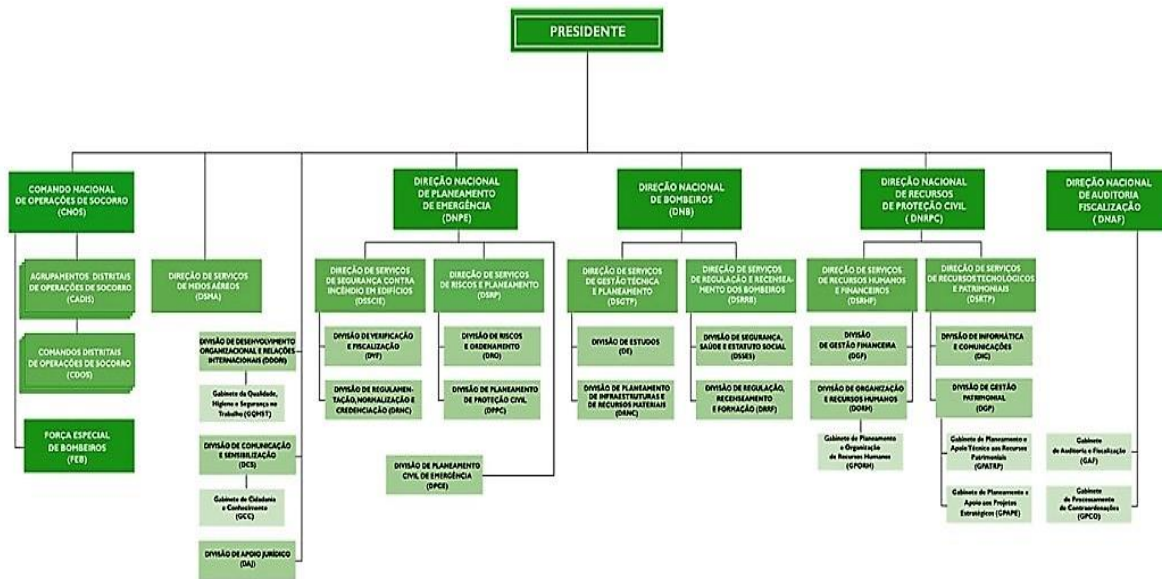 PRESIDENTE
COMANDO NACIONAL
DE OPERAÇÕES DE SOCORRO
(CNOS)
AGRUPAMENTOS DISTRITAIS
DE OPERAÇÕES DE SOCORRO
(CADIS)
COMANDOS DISTRITAIS
DE OPERAÇÕES DE SOCORRO
(CDOS)
FORÇA ESPECIAL
DE BOMBEIROS
(FEB)
DIREÇÃO DE SERVIÇOS
DE MEIOS AÉREOS
(DSMA)
DIVISÃO DE DESENVOLVIMENTO
ORGANIZACIONAL E RELAÇÕES
INTERNACIONAIS (DDORI)
Gabinete da Qualidade,
Higiene e Segurança no
Trabalho (GQHST)
DIVISÃO DE COMUNICAÇÃO
E SENSIBILIZAÇÃO
(DCS)
Gabinete de Cidadania
e Conhecimento
(GCC)
DIVISÃO DE APOIO JURÍDICO
(DAJ)
DIREÇÃO NACIONAL
DE PLANEAMENTO
DE EMERGÊNCIA
(DNPE)
DIREÇÃO DE SERVIÇOS
DE SEGURANÇA CONTRA
INCÊNDIO EM EDIFÍCIOS
(DSSCIE)
DIVISÃO DE VERIFICAÇÃO
E FISCALIZAÇÃO
(DVF)
DIVISÃO DE REGULAMEN-
TAÇÃO, NORMALIZAÇÃO E
CREDENCIAÇÃO (DRNC)
DIREÇÃO DE SERVIÇOS
DE RISCOS E PLANEAMENTO
(DSRP)
DIVISÃO DE RISCOS
E ORDENAMENTO
(DRO)
DIVISÃO DE PLANEAMENTO
DE PROTEÇÃO CIVIL
(DPPC)
DIVISÃO DE PLANEAMENTO
CIVIL DE EMERGÊNCIA
(DPCE)
DIREÇÃO NACIONAL
DE BOMBEIROS
(DNB)
DIREÇÃO DE SERVIÇOS
DE GESTÃO TÉCNICA
E PLANEAMENTO
(DSGTP)
DIVISÃO DE ESTUDOS
(DE)
DIVISÃO DE PLANEAMENTO
DE INFRAESTRUTURAS E
DE RECURSOS MATERIAIS
(DRNC)
DIREÇÃO DE SERVIÇOS
DE REGULAÇÃO E RECENSEA-
MENTO DOS BOMBEIROS
(DSRRB)
DIVISÃO DE SEGURANÇA,
SAÚDE E ESTATUTO SOCIAL
(DSSES)
DIVISÃO DE REGULAÇÃO,
RECENSEAMENTO
E FORMAÇÃO (DRRF)
DIREÇÃO NACIONAL
DE RECURSOS
DE PROTEÇÃO CIVIL
(DNRPC)
DIREÇÃO DE SERVIÇOS
DE RECURSOS HUMANOS
E FINANCEIROS
(DSRHF)
DIVISÃO
DE GESTÃO FINANCEIRA
(DGF)
DIVISÃO DE ORGANIZAÇÃO
E RECURSOS HUMANOS
(DORH)
Gabinete de Planeamento
e Organização
de Recursos Humanos
(GPORH)
DIREÇÃO DE SERVIÇOS
DE RECURSOS TECNOLÓGICOS
E PATRIMONIAIS
(DSRTP)
DIVISÃO DE INFORMÁTICA
E COMUNICAÇÕES
(DIC)
DIVISÃO DE GESTÃO
PATRIMONIAL
(DGP)
Gabinete de Planeamento e
Apoio Técnico aos Recursos
Patrimoniais
(GPATRP)
Gabinete de Planeamento e
Apoio aos Projetos
Estratégicos (GPAPE)
DIREÇÃO NACIONAL
DE AUDITORIA
FISCALIZAÇÃO
( DNAF)
Gabinete
de Auditoria e Fiscalização
(GAF)
Gabinete
de Processamento
de Contraordenações
(GPCO)